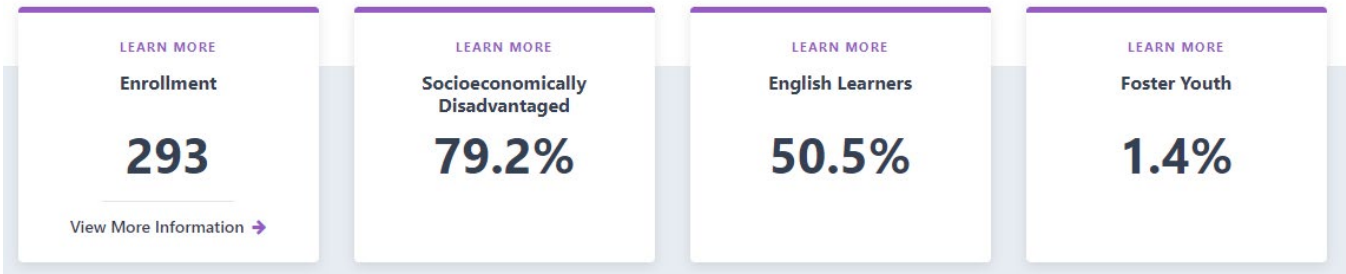 LEARN MORE
Enrollment
293
View More Information
LEARN MORE
Socioeconomically
Disadvantaged
79.2%
LEARN MORE
English Learners
50.5%
LEARN MORE
Foster Youth
1.4%